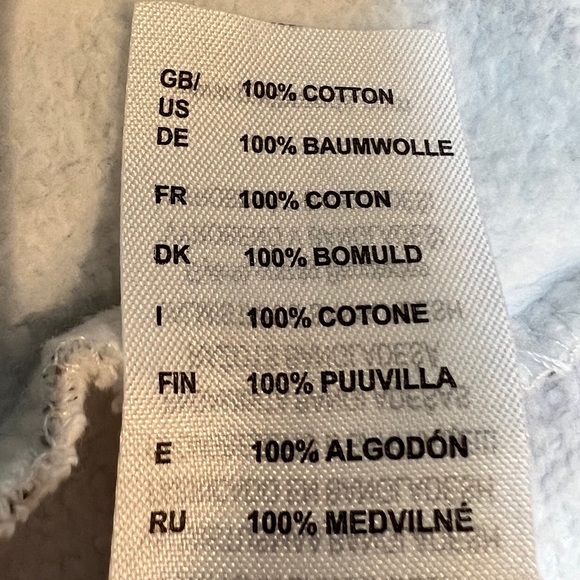 GB/ US 100% COTTON
DE 100% BAUMWOLLE
FR 100% COTON
DK 100% BOMULD
I 100% COTONE
FIN 100% PUUVILLA
E 100% ALGODÓN
RU 100% MEDVILNÉ